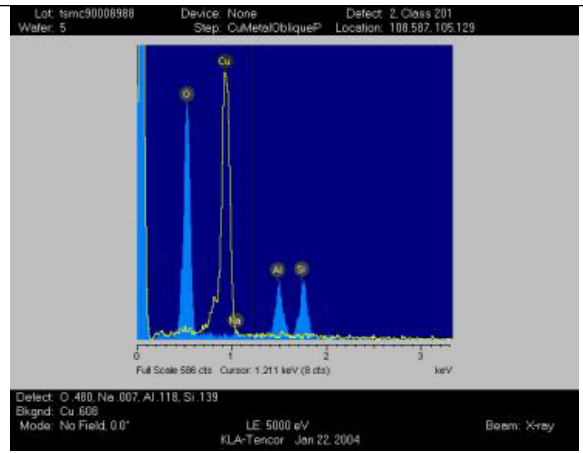 Lot: tsmc90008988 Device: None Defect: 2, Class 201
Wafer: 5 Step: CuMetalObliqueP Location: 108.587, 105.129
Cu
O
Al Si
Na
0 1 2 3
Full Scale 586 cts Cursor: 1.211 keV (8 cts) keV
Defect: O .480, Na .007, Al .118, Si .139
Bkgnd: Cu .608
Mode: No Field, 0.0° LE: 5000 eV Beam: X-ray
KLA-Tencor Jan 22, 2004